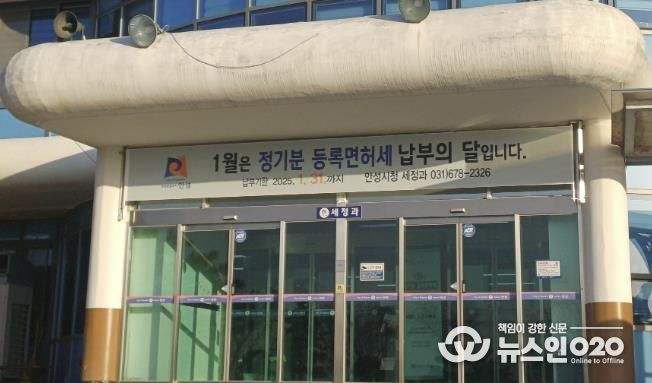 1월은 정기분 등록면허세 납부의 달입니다.
납부기한 2025. 1. 31.까지 안성시청 세정과 031)678-2326
안성
세정과
책임이 강한 신문
뉴스인020
Online to Offline